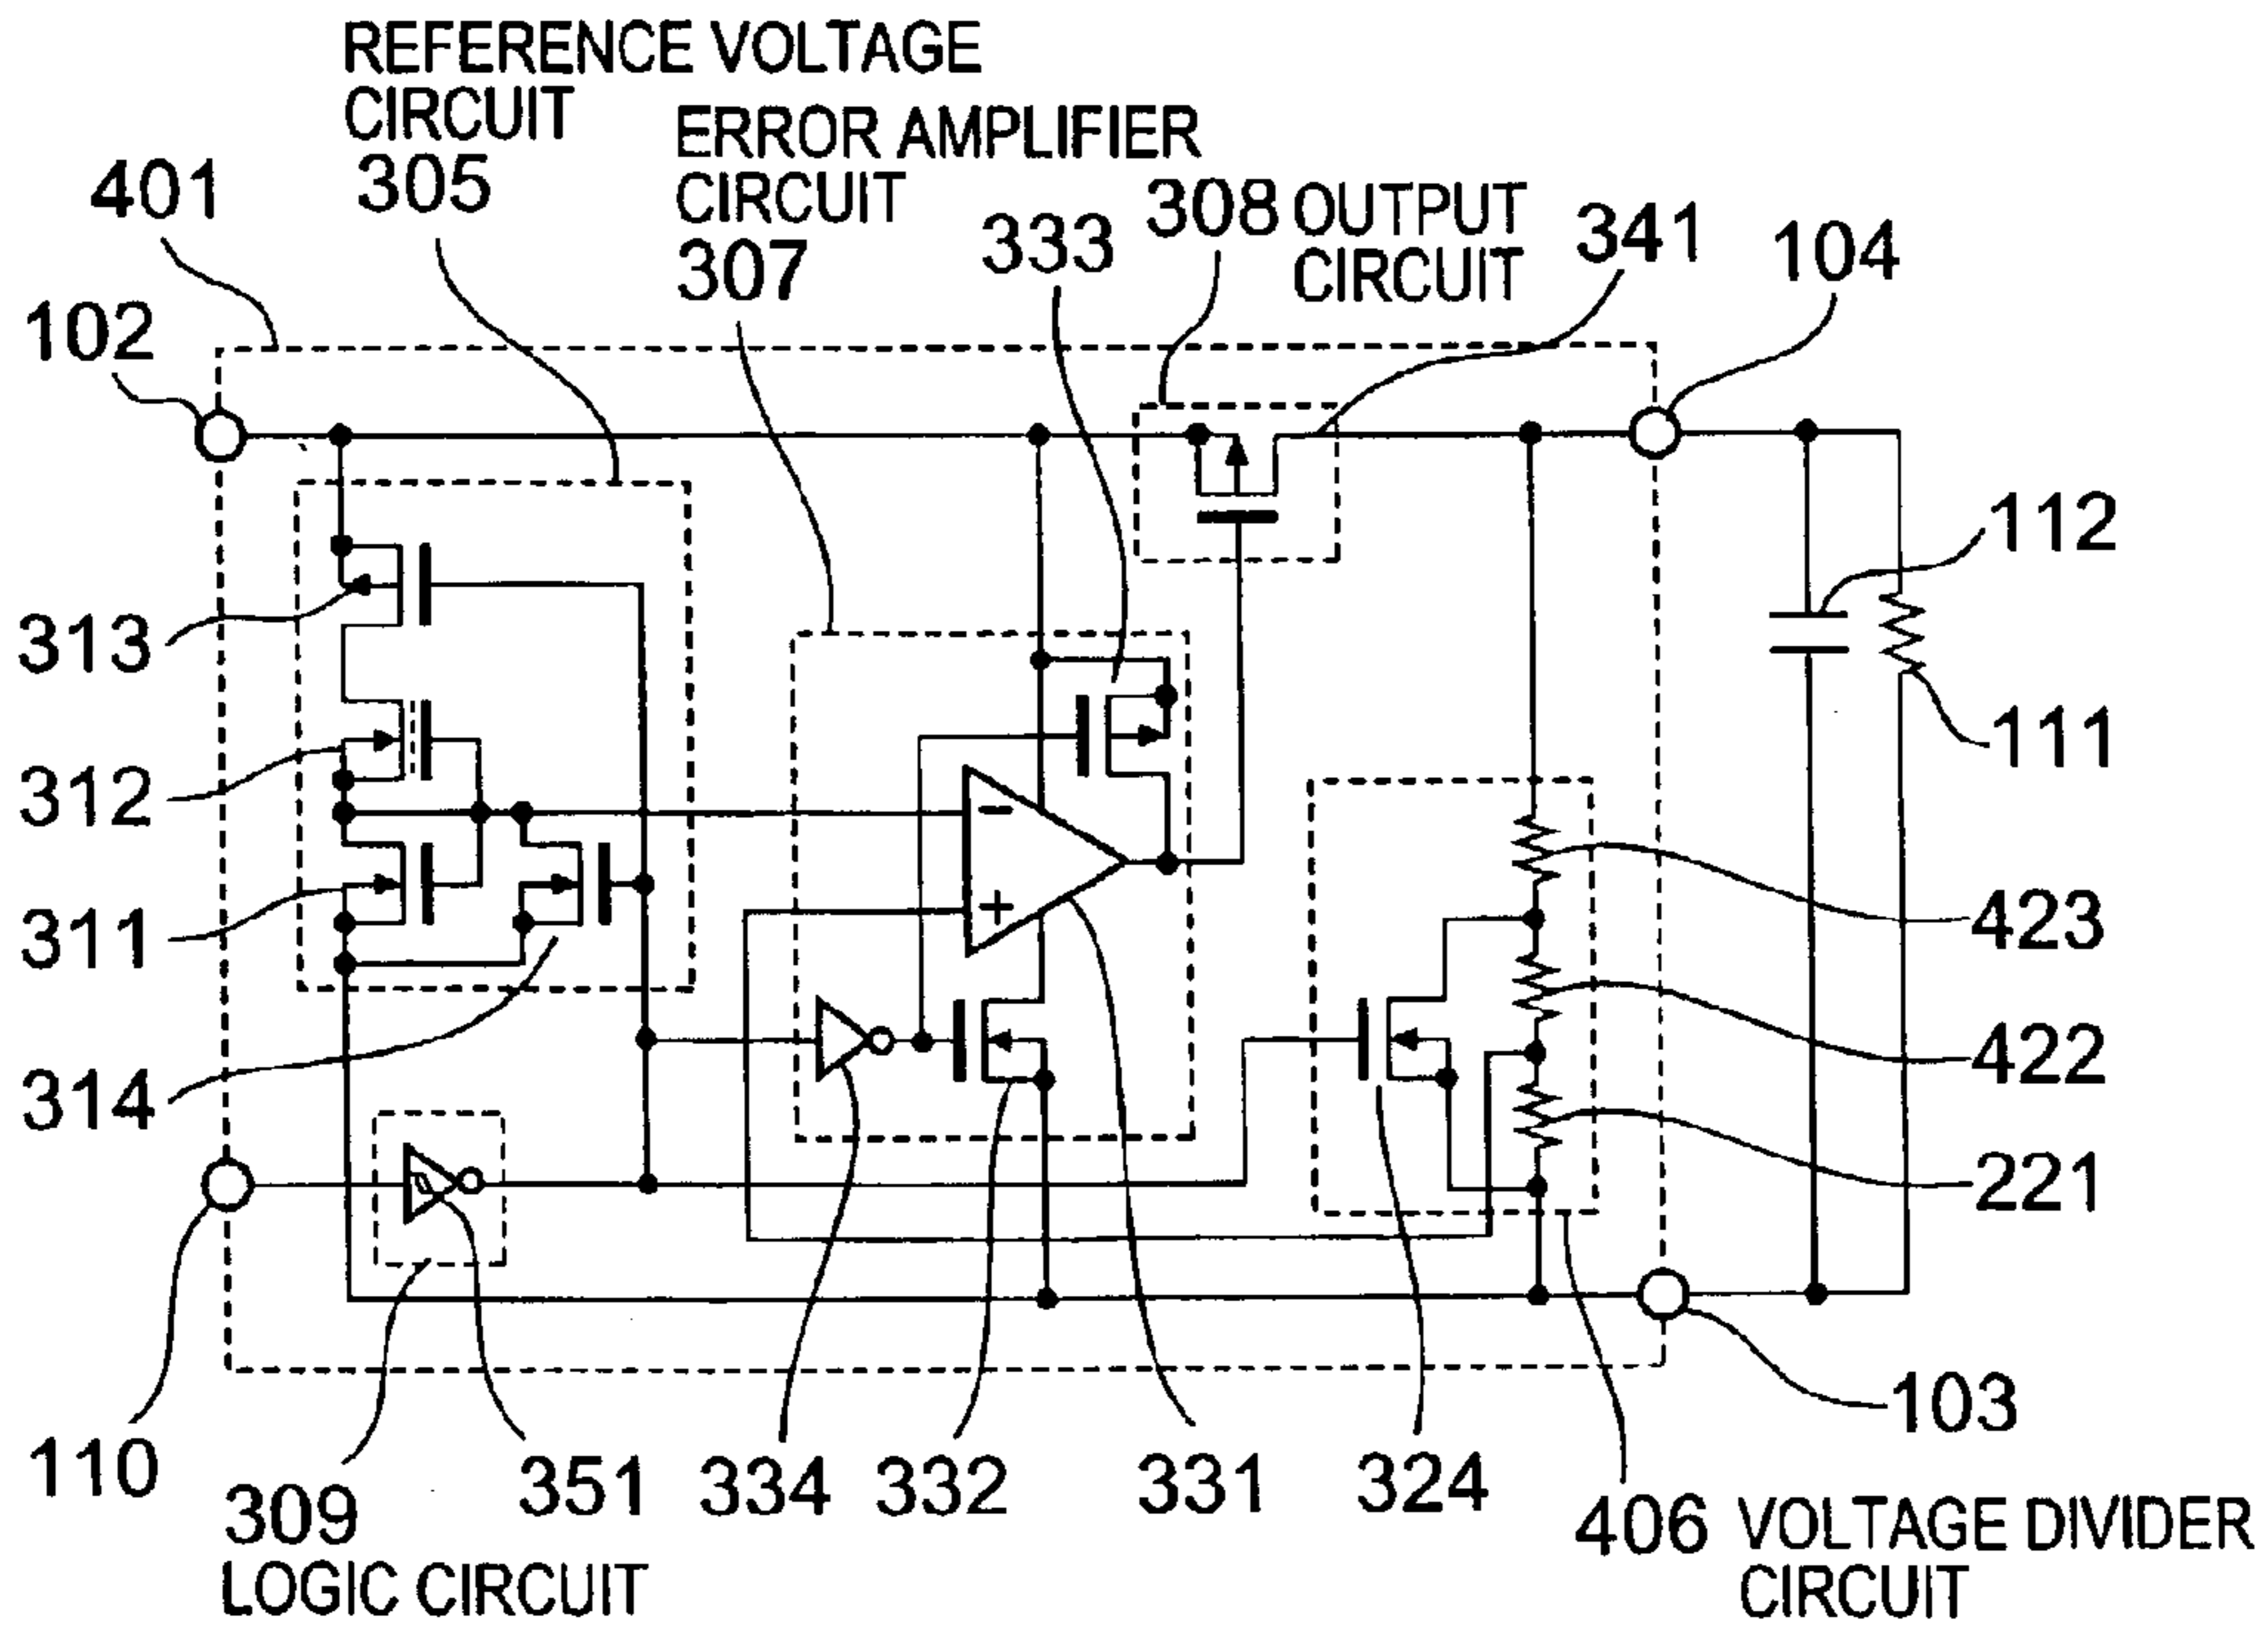 REFERENCE VOLTAGE
CIRCUIT
305
ERROR AMPLIFIER
CIRCUIT
307
401
333
308 OUTPUT
CIRCUIT
341
104
102
112
313
111
312
-
423
311
+
422
314
221
103
110
309
LOGIC CIRCUIT
351
334
332
331
324
406 VOLTAGE DIVIDER
CIRCUIT